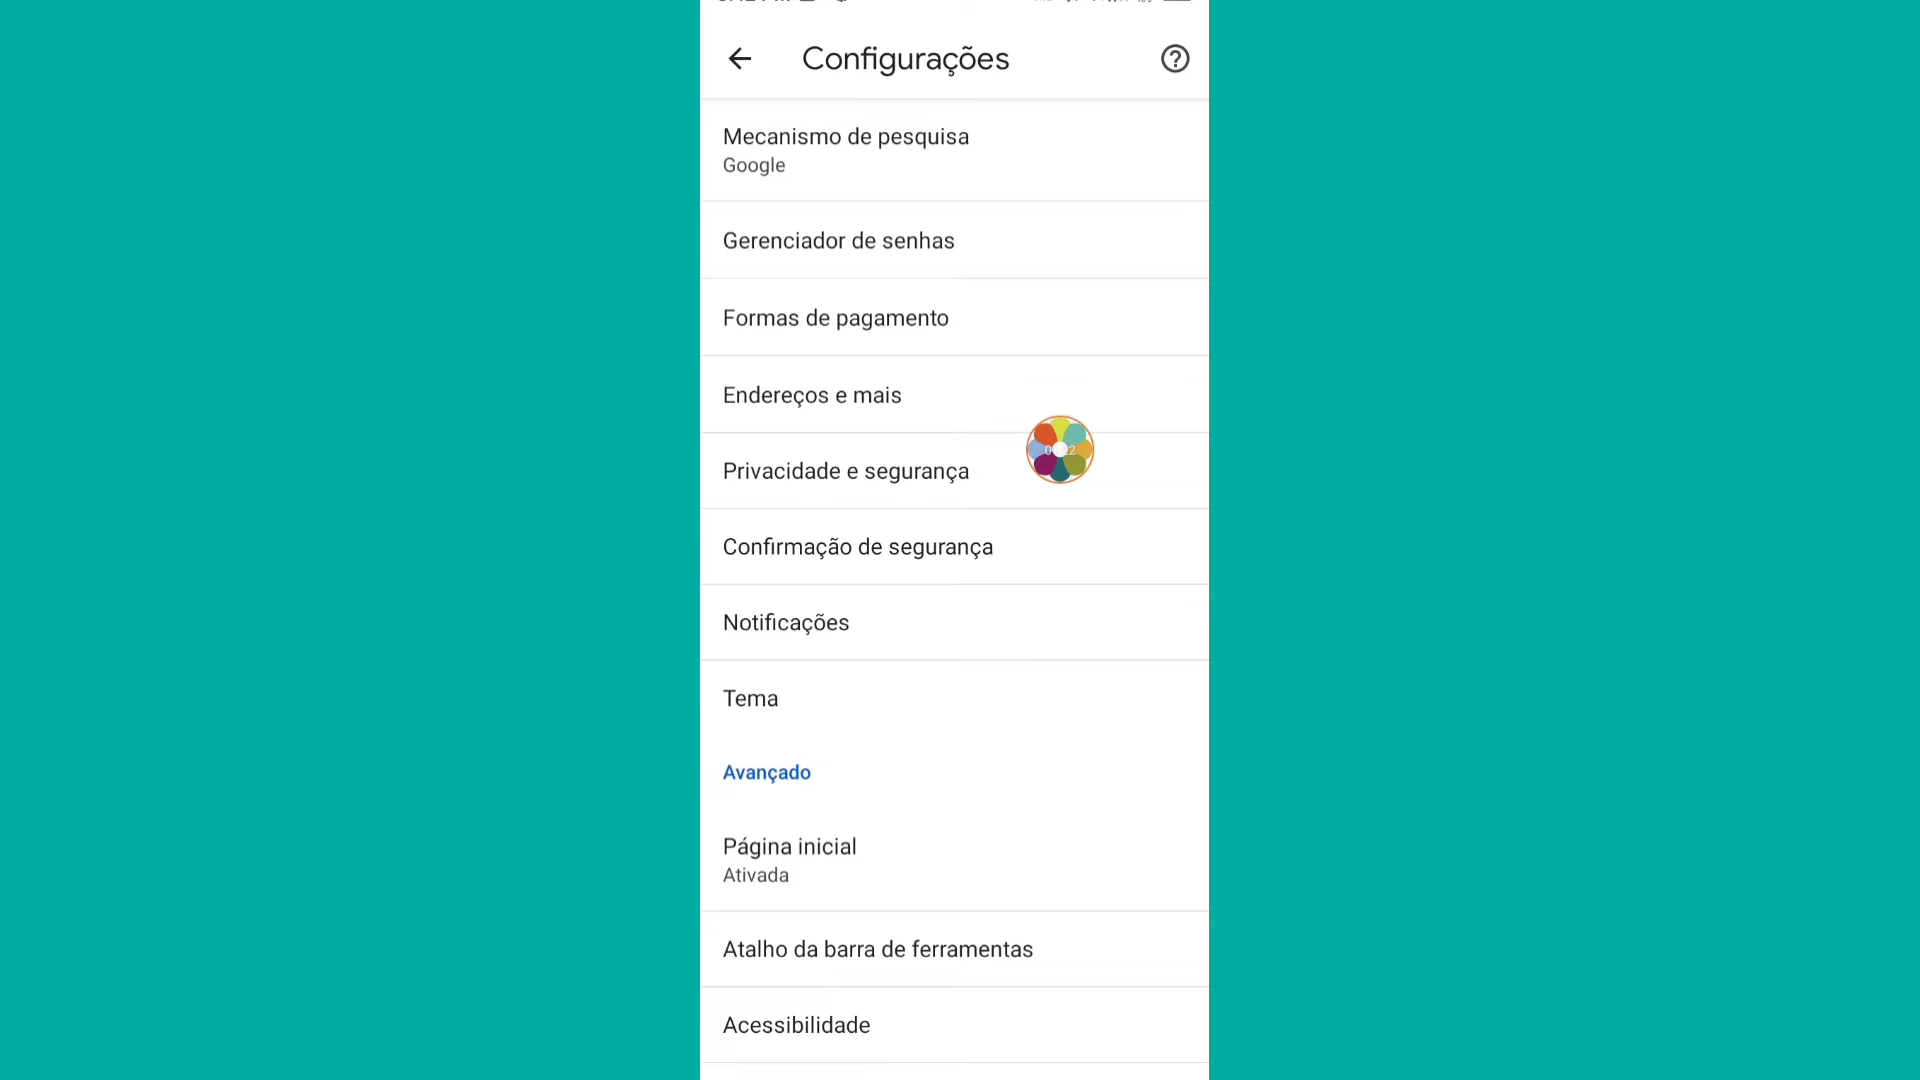 Configurações
Mecanismo de pesquisa
Google
Gerenciador de senhas
Formas de pagamento
Endereços e mais
Privacidade e segurança
Confirmação de segurança
Notificações
Tema
Avançado
Página inicial
Ativada
Atalho da barra de ferramentas
Acessibilidade